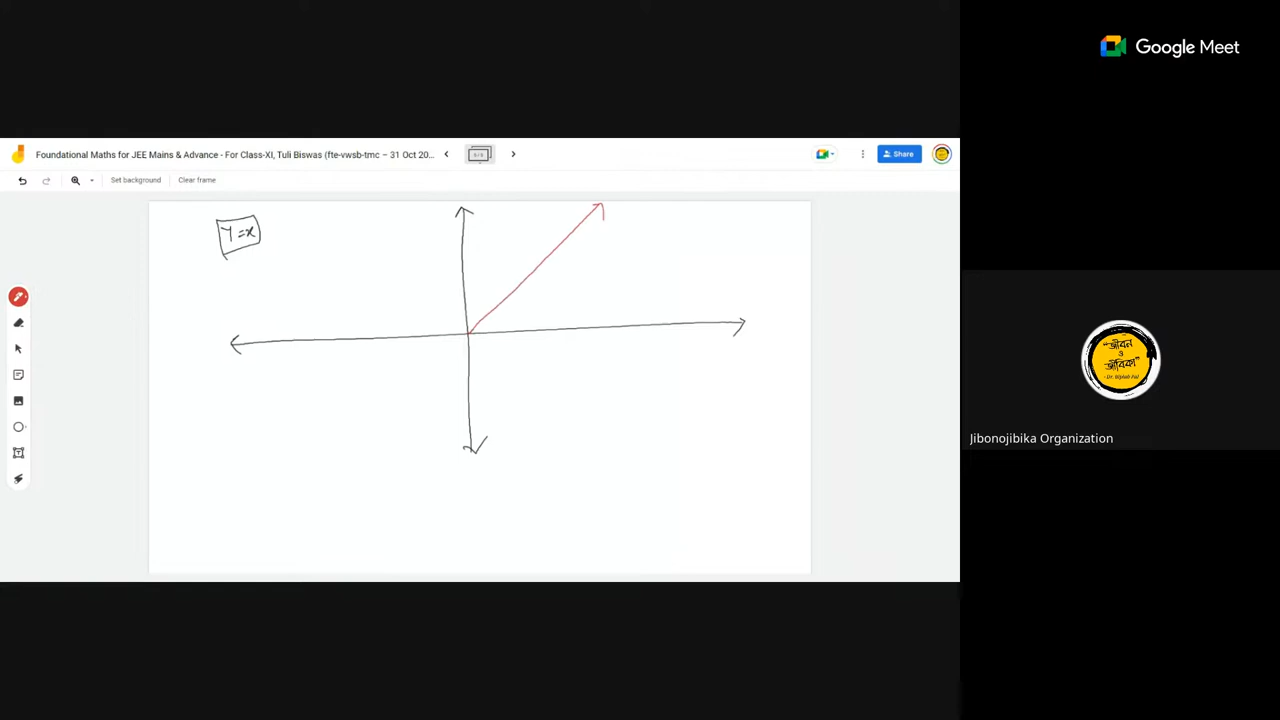 Google Meet
Foundational Maths for JEE Mains & Advance - For Class-XI, Tuli Biswas (fte-vwsb-tmc – 31 Oct 20...
Share
Set background
Clear frame
Y=x
"জীবন
ও
জীবিকা"
Jibonojibika Organization